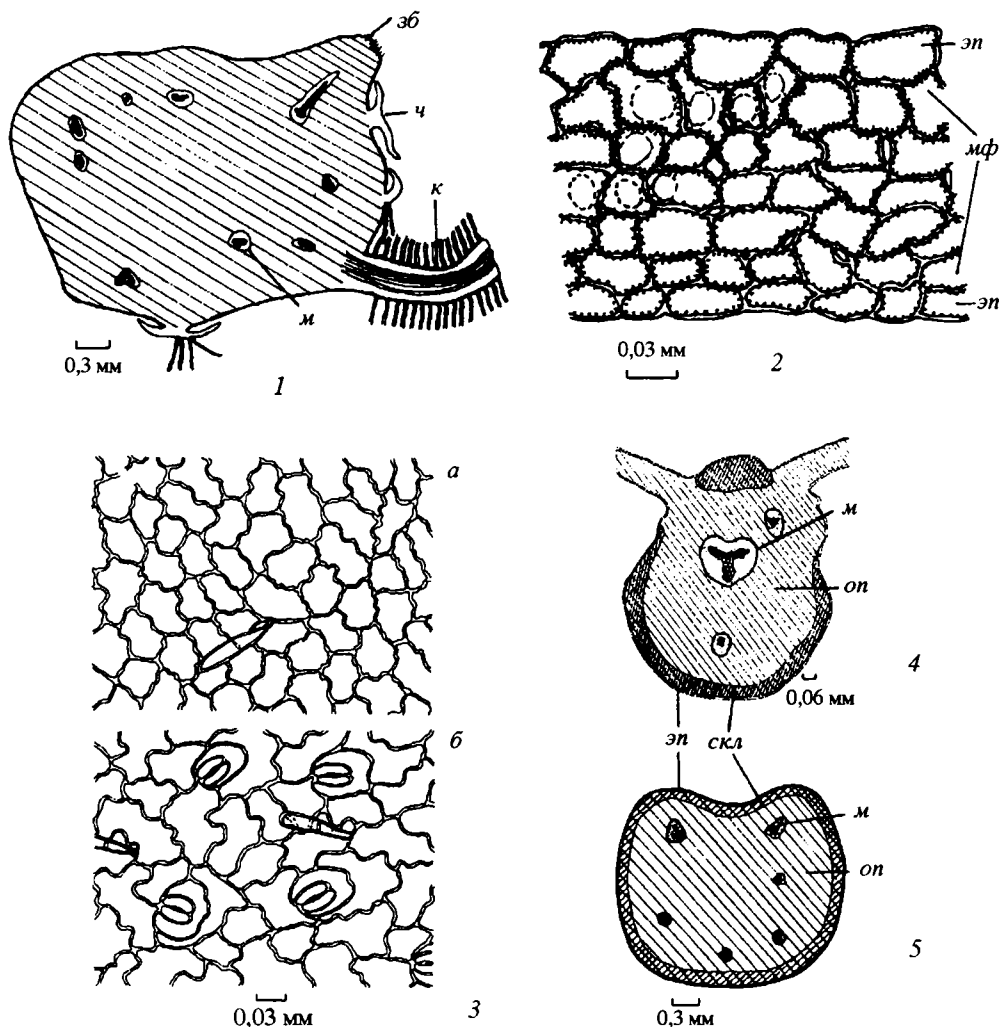 зб
ч
к
м
0,3 мм
1
эп
мф
эп
0,03 мм
2
а
б
0,03 мм
3
м
оп
4
0,06 мм
эп скл
м
оп
5
0,3 мм